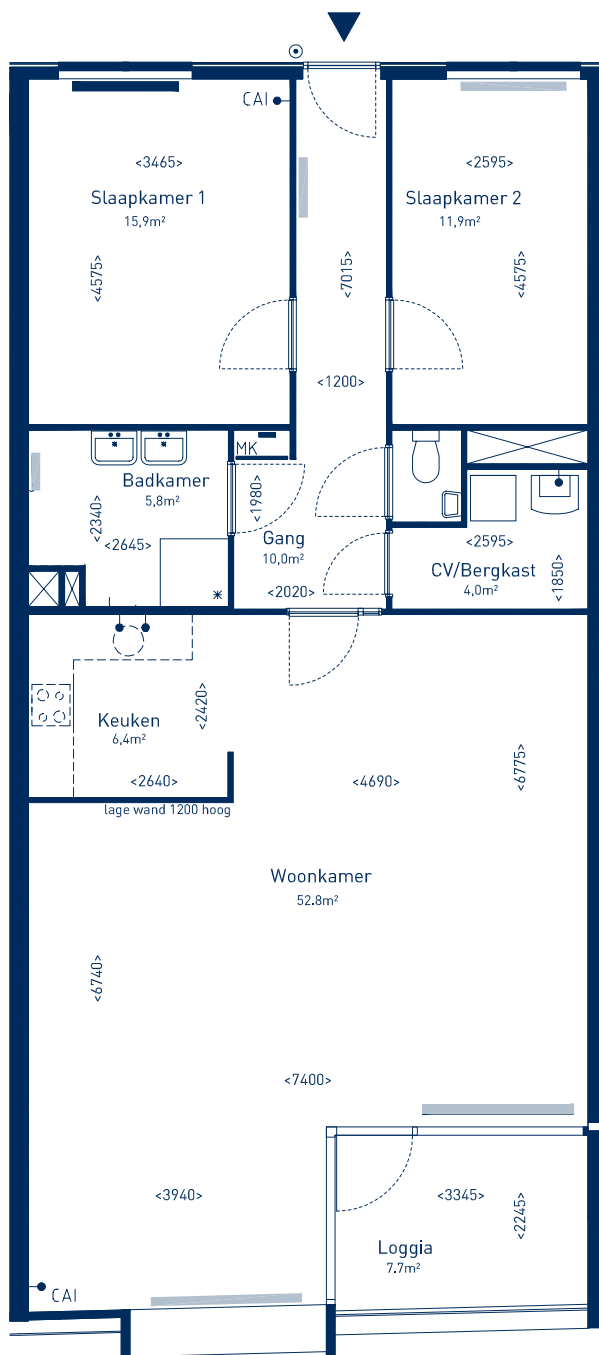 CAI
<3465>
<2595>
Slaapkamer 1
15,9m²
Slaapkamer 2
11,9m²
<4575>
<7015>
<4575>
<1200>
MK
Badkamer
5,8m²
<1980>
<2340>
<2645>
Gang
10,0m²
<2020>
<2595>
CV/Bergkast
4,0m²
<1850>
Keuken
6,4m²
<2420>
<2640>
lage wand 1200 hoog
<4690>
<6775>
Woonkamer
52.8m²
<6740>
<7400>
<3940>
<3345>
<2245>
Loggia
7.7m²
CAI